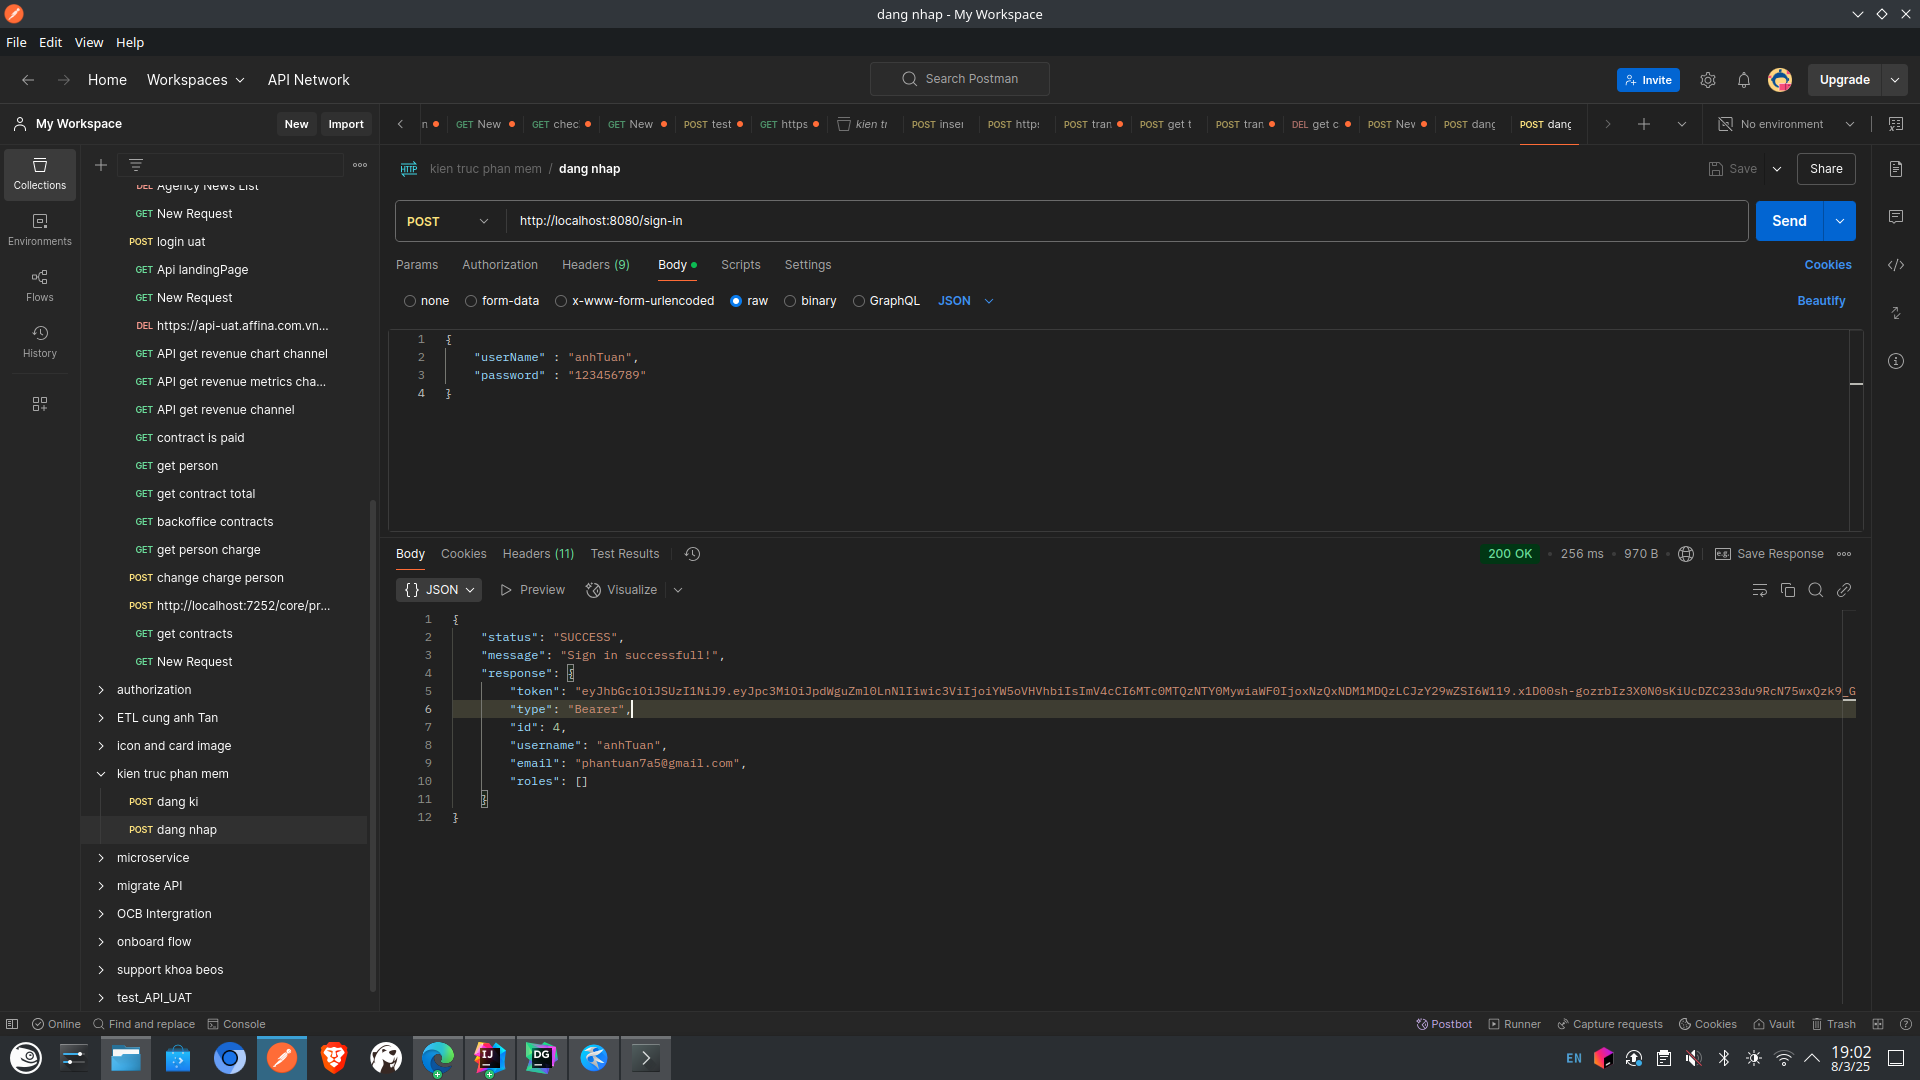 dang nhap - My Workspace
File Edit View Help
Home Workspaces API Network
Search Postman
Invite
Upgrade
My Workspace
New Import
n GET New GET chec GET New POST test GET https kien tr POST inser POST https POST tran POST get t POST tran DEL get c POST Nev POST dang POST dang
No environment
Collections
Environments
Flows
History
Agency News List
GET New Request
POST login uat
GET Api landingPage
GET New Request
DEL https://api-uat.affina.com.vn...
GET API get revenue chart channel
GET API get revenue metrics cha...
GET API get revenue channel
GET contract is paid
GET get person
GET get contract total
GET backoffice contracts
GET get person charge
POST change charge person
POST http://localhost:7252/core/pr...
GET get contracts
GET New Request
authorization
ETL cung anh Tan
icon and card image
kien truc phan mem
POST dang ki
POST dang nhap
microservice
migrate API
OCB Intergration
onboard flow
support khoa beos
test_API_UAT
HTTP kien truc phan mem / dang nhap
Save Share
POST http://localhost:8080/sign-in
Send
Params Authorization Headers (9) Body Scripts Settings
Cookies
none form-data x-www-form-urlencoded raw binary GraphQL JSON
Beautify
1 {
2 "userName" : "anhTuan",
3 "password" : "123456789"
4 }
Body Cookies Headers (11) Test Results
200 OK • 256 ms • 970 B
e.g. Save Response
{} JSON Preview Visualize
1 {
2 "status": "SUCCESS",
3 "message": "Sign in successfull!",
4 "response": {
5 "token": "eyJhbGciOiJSUzI1NiJ9.eyJpc3MiOiJpdWguZml0LnNlIiwic3ViIjoiYW5oVHVhbiIsImV4cCI6MTc0MTQzNTY0MywiaWF0IjoxNzQxNDM1MDQzLCJzY29wZSI6W119.x1D00sh-gozrbIz3X0N0sKiUcDZC233du9RcN75wxQzk9_G
6 "type": "Bearer",
7 "id": 4,
8 "username": "anhTuan",
9 "email": "phantuan7a5@gmail.com",
10 "roles": []
11 }
12 }
Online Find and replace Console
Postbot Runner Capture requests Cookies Vault Trash
IJ DG
EN
19:02
8/3/25